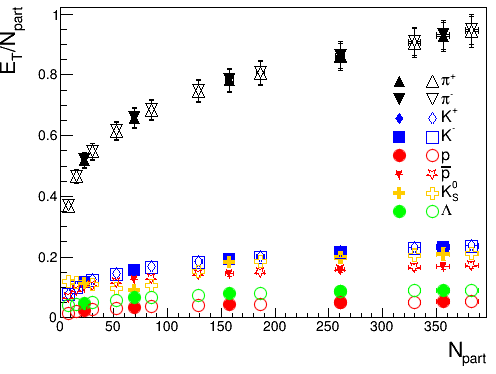 E_T/N_part
1
0.8
0.6
0.4
0.2
0
π⁺
π⁻
K⁺
K⁻
p
p̅
K⁰_S
Λ
0 50 100 150 200 250 300 350
N_part